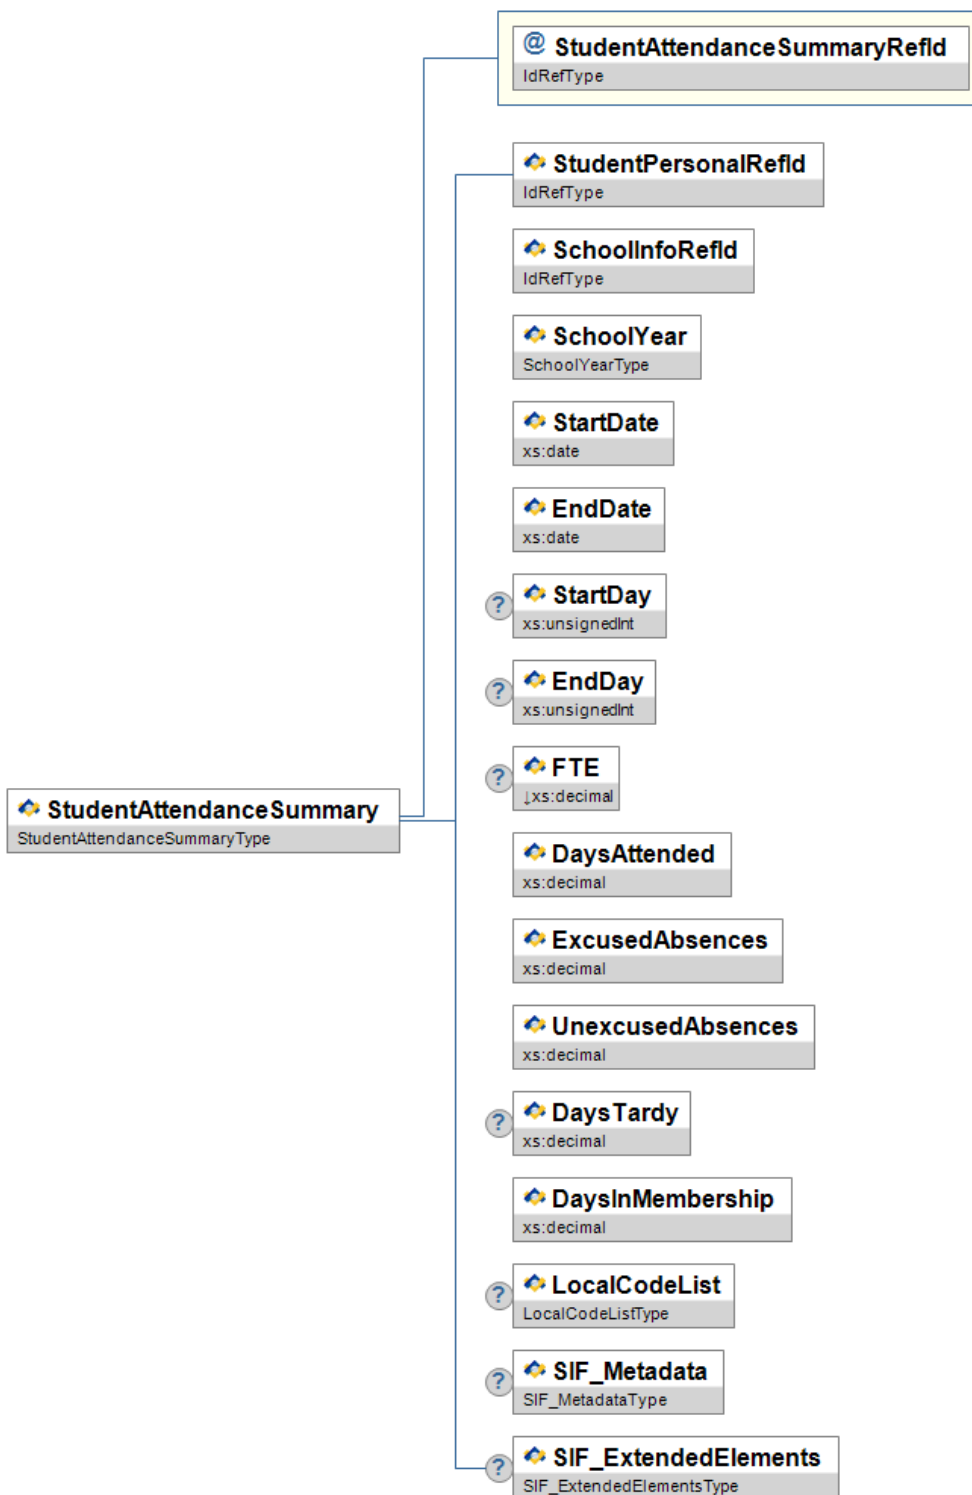 @ StudentAttendanceSummaryRefId
IdRefType
StudentPersonalRefId
IdRefType
SchoolInfoRefId
IdRefType
SchoolYear
SchoolYearType
StartDate
xs:date
EndDate
xs:date
? StartDay
xs:unsignedInt
? EndDay
xs:unsignedInt
? FTE
↓xs:decimal
StudentAttendanceSummary
StudentAttendanceSummaryType
DaysAttended
xs:decimal
ExcusedAbsences
xs:decimal
UnexcusedAbsences
xs:decimal
? DaysTardy
xs:decimal
DaysInMembership
xs:decimal
? LocalCodeList
LocalCodeListType
? SIF_Metadata
SIF_MetadataType
? SIF_ExtendedElements
SIF_ExtendedElementsType